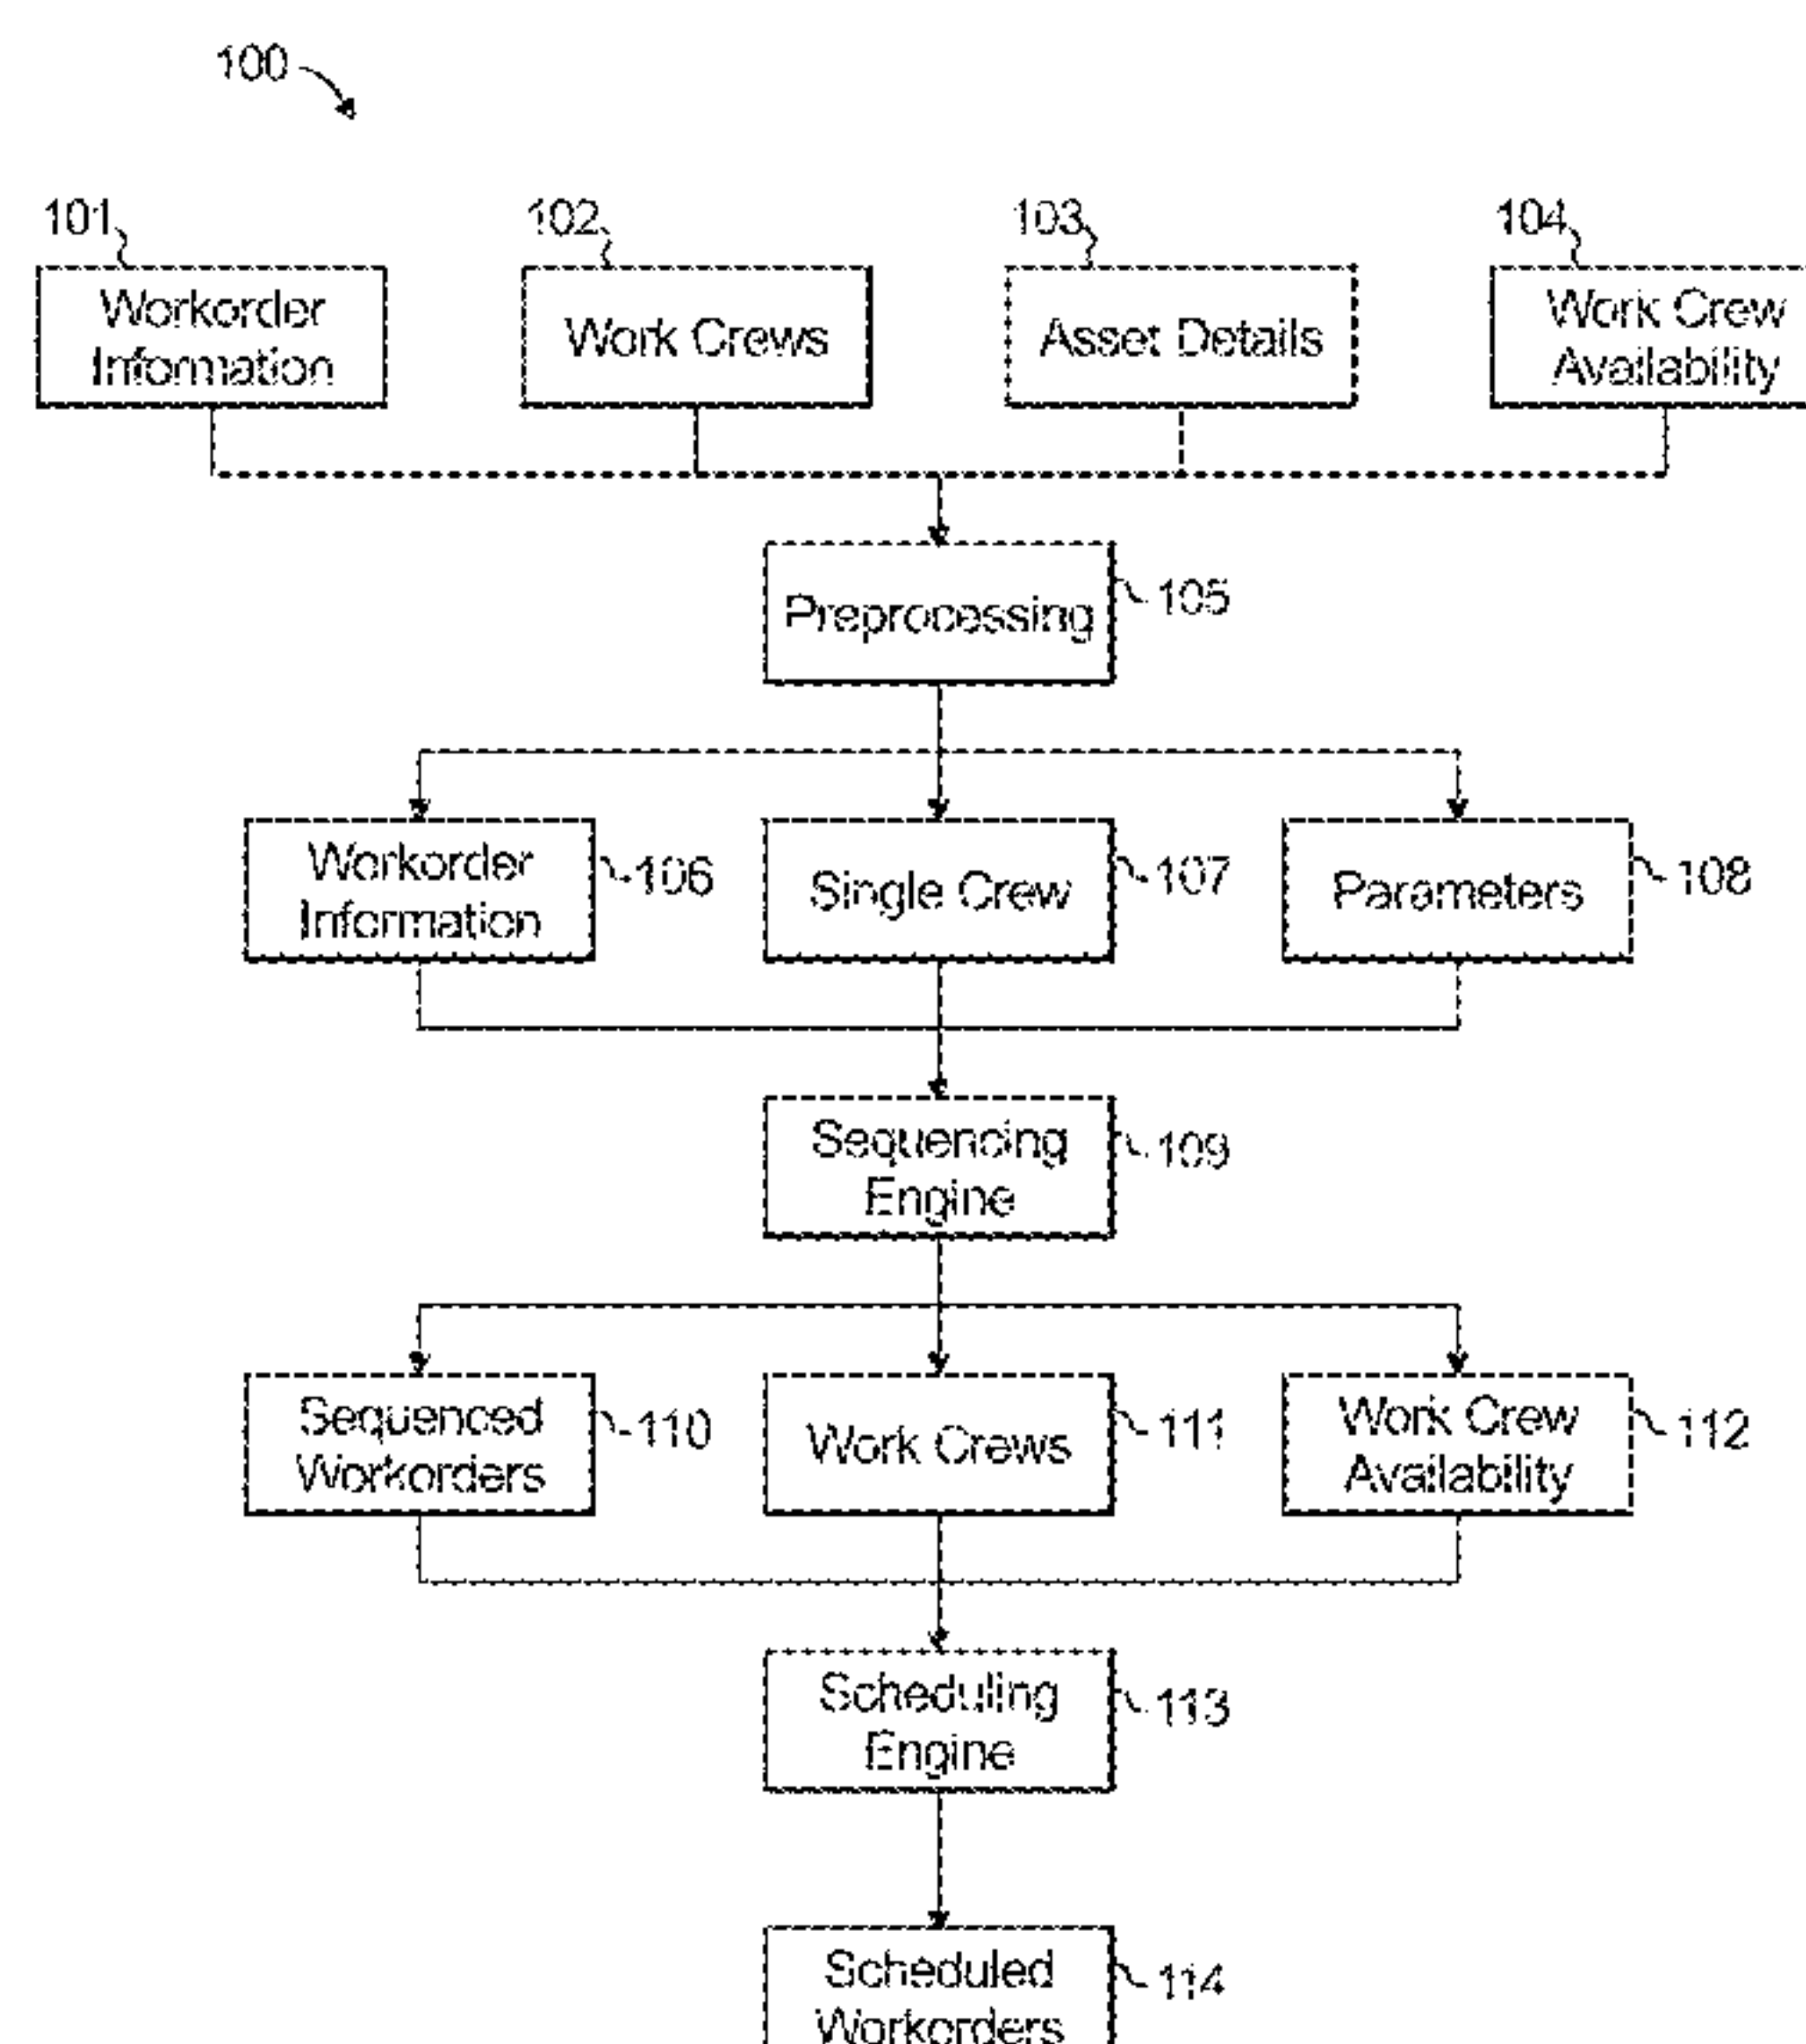 100
101
102
103
104
Workorder
Information
Work Crews
Asset Details
Work Crew
Availability
Preprocessing
105
Workorder
Information
106
Single Crew
107
Parameters
108
Sequencing
Engine
109
Sequenced
Workorders
110
Work Crews
111
Work Crew
Availability
112
Scheduling
Engine
113
Scheduled
Workorders
114